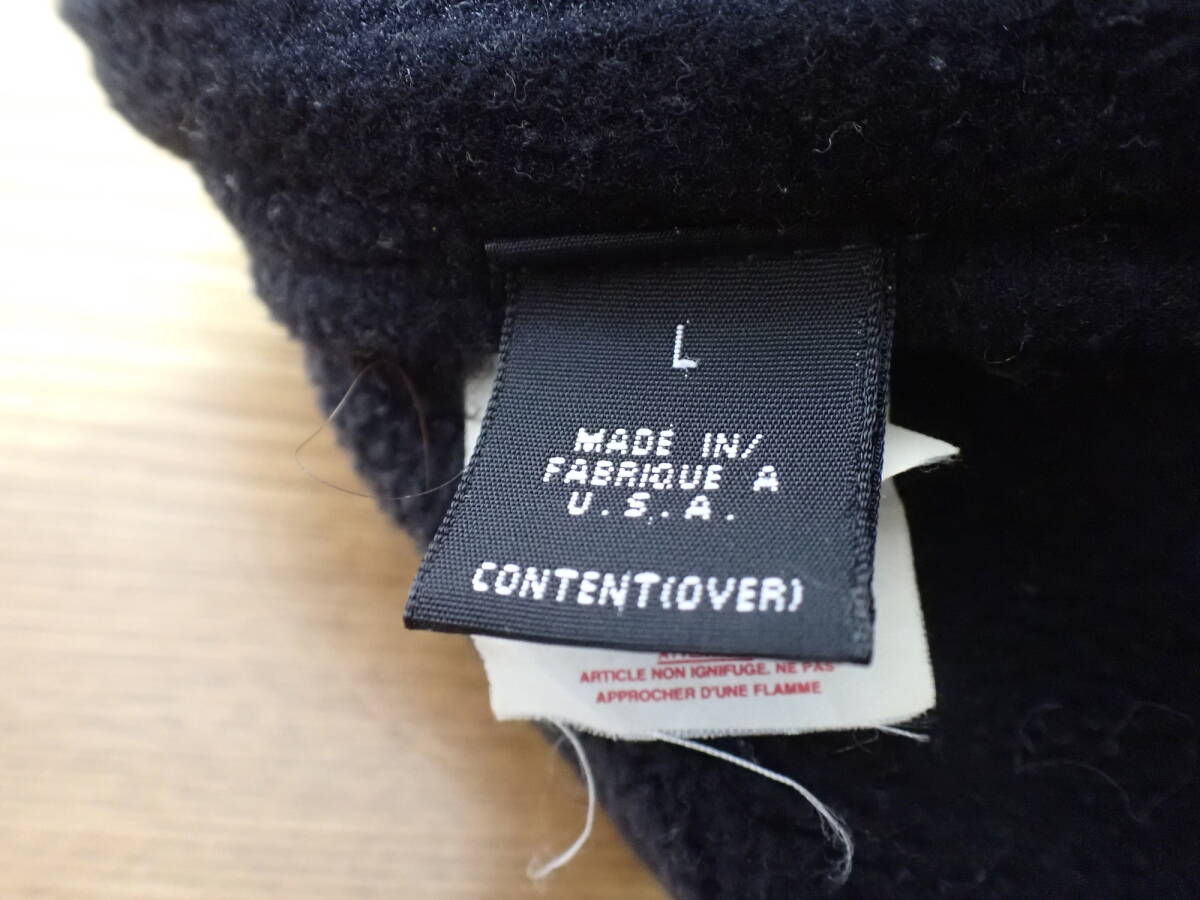 L
MADE IN/
FABRIQUE A
U.S.A.
CONTENT(OVER)
ARTICLE NON IGNIFUGE. NE PAS
APPROCHER D'UNE FLAMME